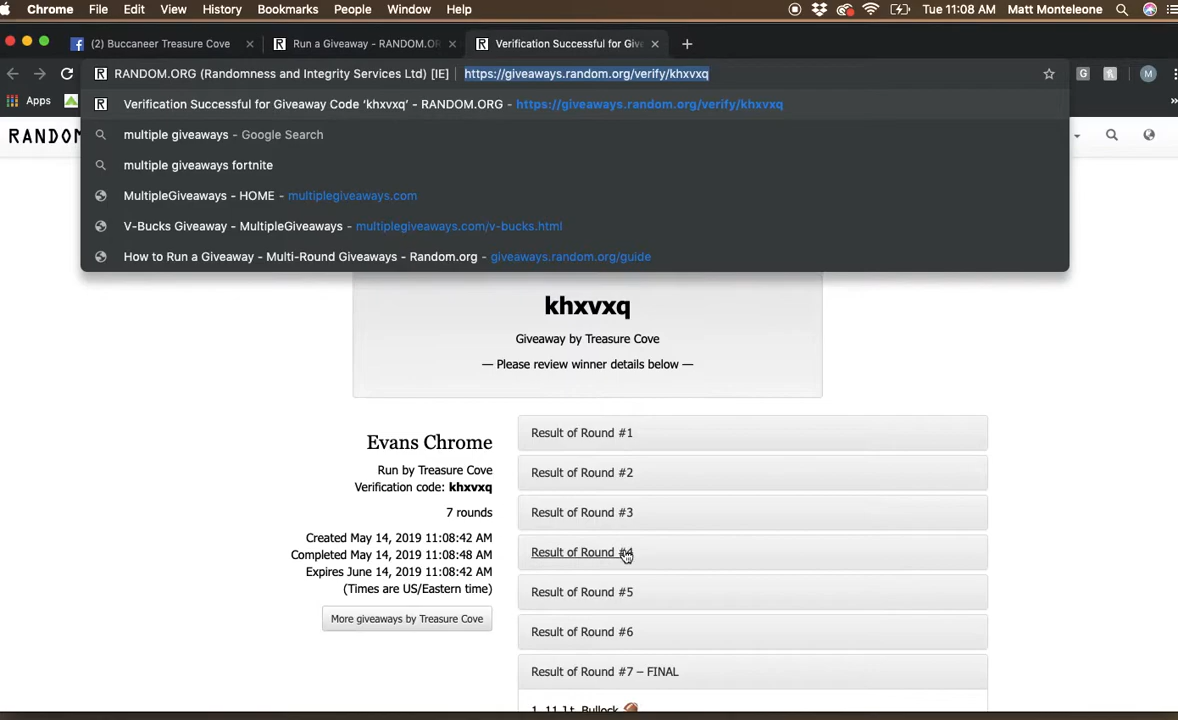 Chrome File Edit View History Bookmarks People Window Help Tue 11:08 AM Matt Monteleone
(2) Buccaneer Treasure Cove × Run a Giveaway - RANDOM.OR × Verification Successful for Giv × +
RANDOM.ORG (Randomness and Integrity Services Ltd) [IE] https://giveaways.random.org/verify/khxvxq G M
Apps Verification Successful for Giveaway Code 'khxvxq' - RANDOM.ORG - https://giveaways.random.org/verify/khxvxq »
RANDOM multiple giveaways - Google Search
multiple giveaways fortnite
MultipleGiveaways - HOME - multiplegiveaways.com
V-Bucks Giveaway - MultipleGiveaways - multiplegiveaways.com/v-bucks.html
How to Run a Giveaway - Multi-Round Giveaways - Random.org - giveaways.random.org/guide
khxvxq
Giveaway by Treasure Cove
— Please review winner details below —
Evans Chrome
Run by Treasure Cove
Verification code: khxvxq
7 rounds
Created May 14, 2019 11:08:42 AM
Completed May 14, 2019 11:08:48 AM
Expires June 14, 2019 11:08:42 AM
(Times are US/Eastern time)
More giveaways by Treasure Cove
Result of Round #1
Result of Round #2
Result of Round #3
Result of Round #4
Result of Round #5
Result of Round #6
Result of Round #7 – FINAL
1. 11 Lt. Bullock 🏈